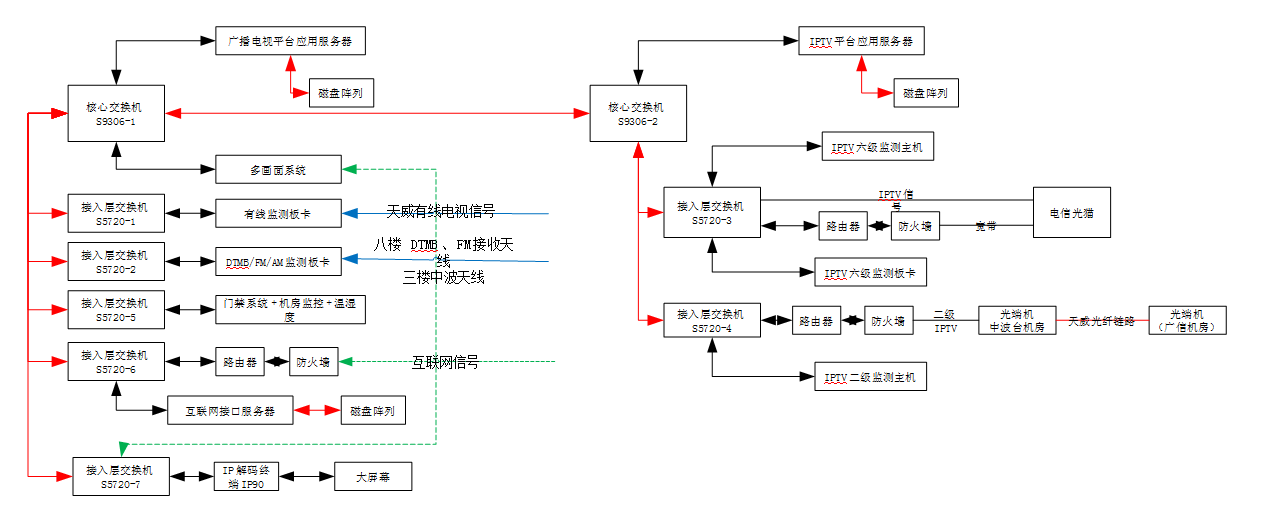 广播电视平台应用服务器
磁盘阵列
核心交换机
S9306-1
多画面系统
接入层交换机
S5720-1
有线监测板卡
天威有线电视信号
接入层交换机
S5720-2
DTMB/FM/AM监测板卡
八楼 DTMB 、FM接收天
线
三楼中波天线
接入层交换机
S5720-5
门禁系统+机房监控+温湿
度
接入层交换机
S5720-6
路由器
防火墙
互联网信号
互联网接口服务器
磁盘阵列
接入层交换机
S5720-7
IP解码终
端IP90
大屏幕
IPTV平台应用服务器
磁盘阵列
核心交换机
S9306-2
IPTV六级监测主机
接入层交换机
S5720-3
IPTV信
号
路由器
防火墙
宽带
电信光猫
IPTV六级监测板卡
接入层交换机
S5720-4
路由器
防火墙
二级
IPTV
光端机
中波台机房
天威光纤链路
光端机
（广信机房）
IPTV二级监测主机